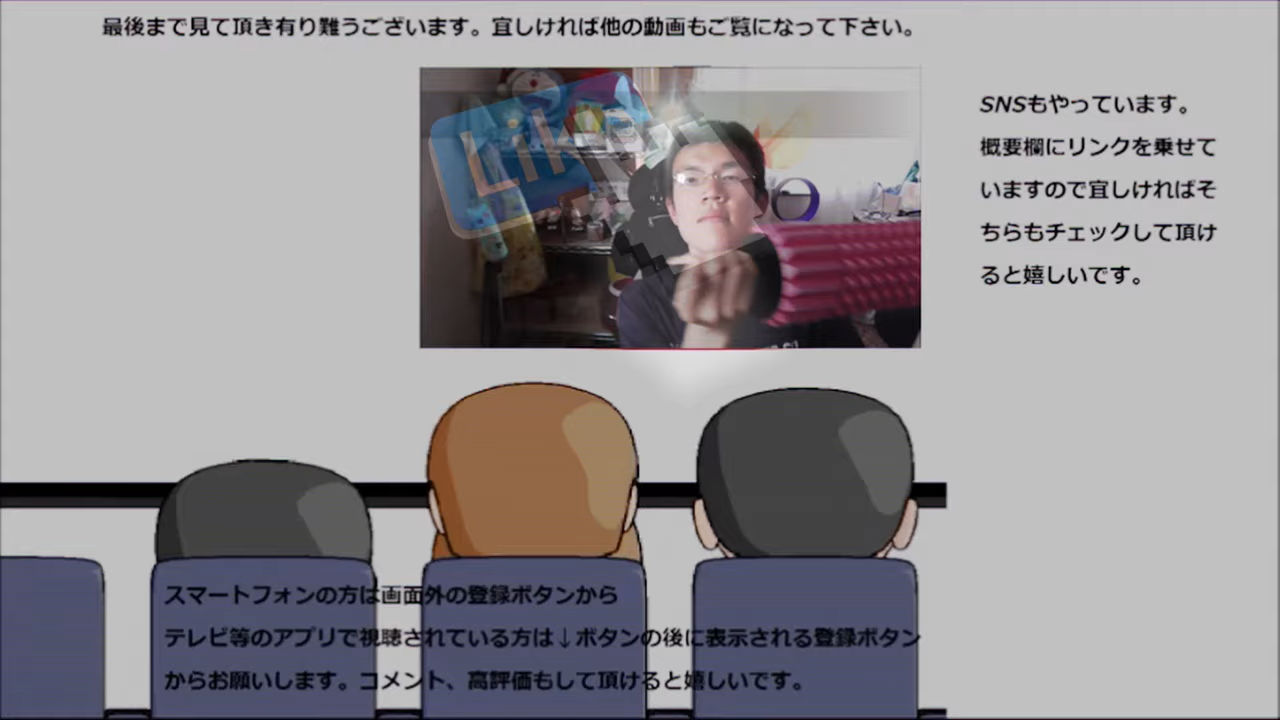 最後まで見て頂き有り難うございます。宜しければ他の動画もご覧になって下さい。
SNSもやっています。
概要欄にリンクを乗せて
いますので宜しければそ
ちらもチェックして頂け
ると嬉しいです。
スマートフォンの方は画面外の登録ボタンから
テレビ等のアプリで視聴されている方は↓ボタンの後に表示される登録ボタン
からお願いします。コメント、高評価もして頂けると嬉しいです。